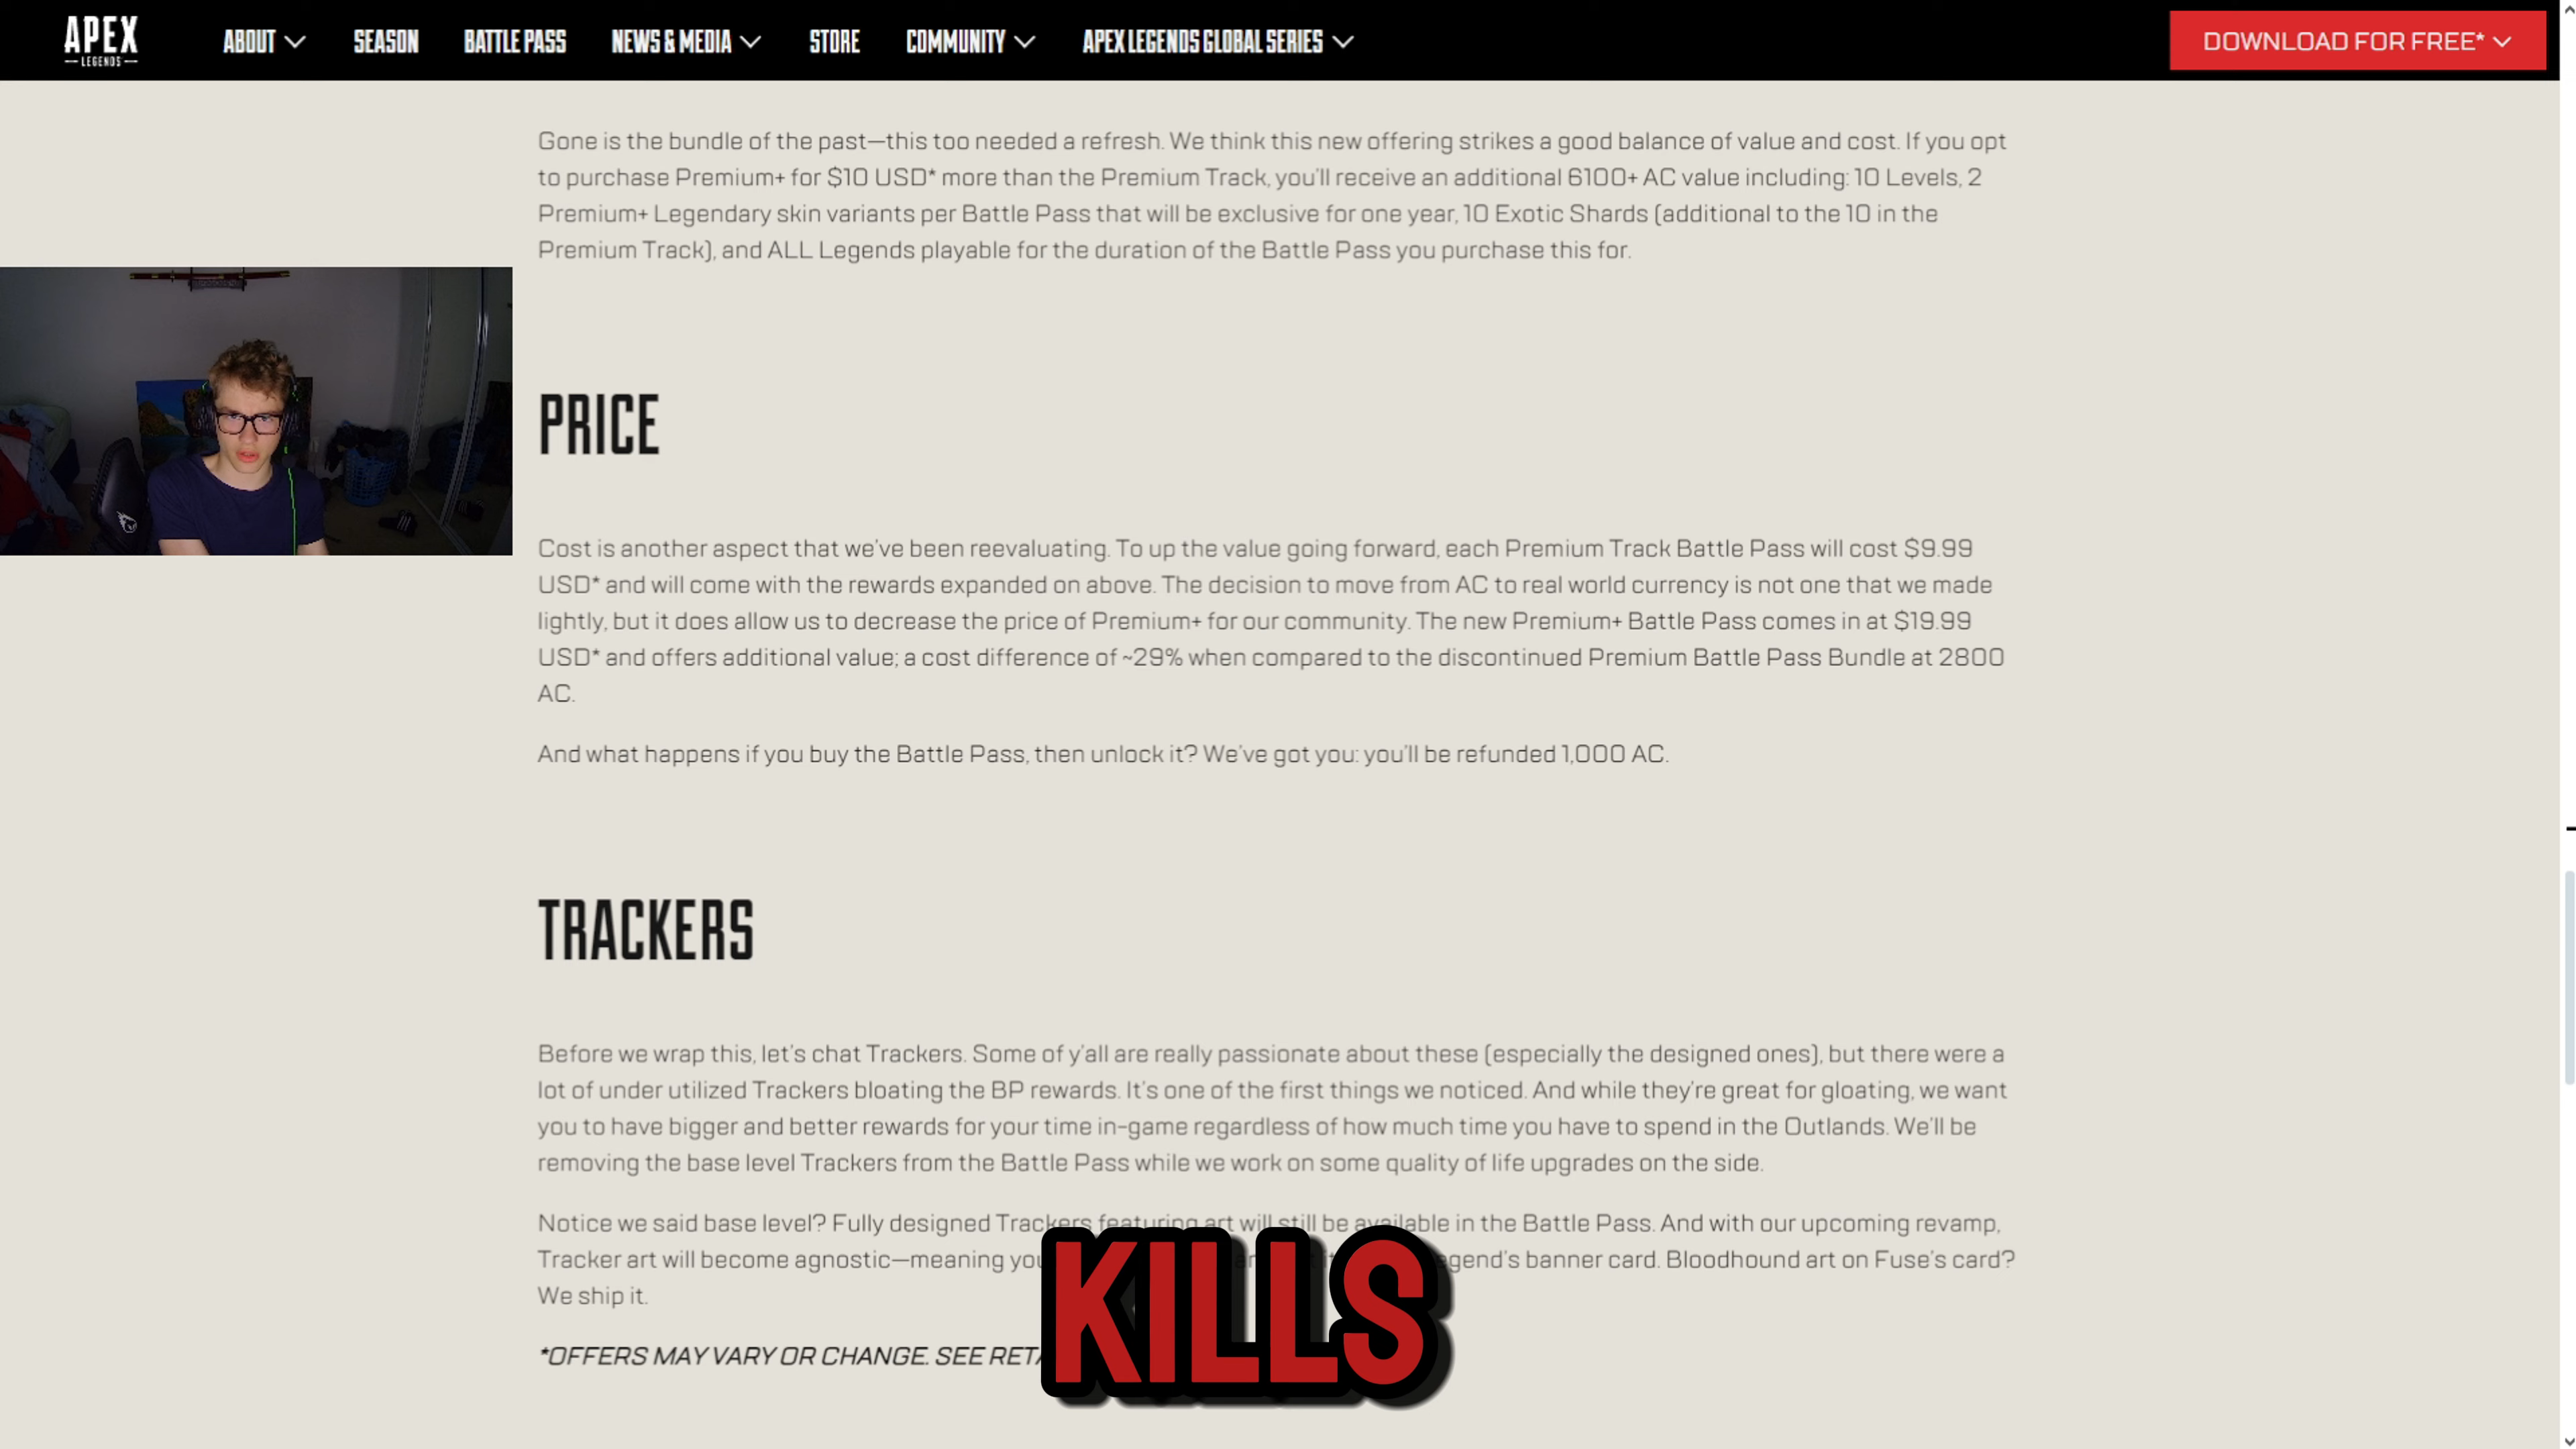 APEX
LEGENDS
ABOUT SEASON BATTLE PASS NEWS & MEDIA STORE COMMUNITY APEX LEGENDS GLOBAL SERIES DOWNLOAD FOR FREE*
Gone is the bundle of the past—this too needed a refresh. We think this new offering strikes a good balance of value and cost. If you opt
to purchase Premium+ for $10 USD* more than the Premium Track, you'll receive an additional 6100+ AC value including: 10 Levels, 2
Premium+ Legendary skin variants per Battle Pass that will be exclusive for one year, 10 Exotic Shards (additional to the 10 in the
Premium Track), and ALL Legends playable for the duration of the Battle Pass you purchase this for.
PRICE
Cost is another aspect that we've been reevaluating. To up the value going forward, each Premium Track Battle Pass will cost $9.99
USD* and will come with the rewards expanded on above. The decision to move from AC to real world currency is not one that we made
lightly, but it does allow us to decrease the price of Premium+ for our community. The new Premium+ Battle Pass comes in at $19.99
USD* and offers additional value; a cost difference of ~29% when compared to the discontinued Premium Battle Pass Bundle at 2800
AC.
And what happens if you buy the Battle Pass, then unlock it? We've got you: you'll be refunded 1,000 AC.
TRACKERS
Before we wrap this, let's chat Trackers. Some of y'all are really passionate about these (especially the designed ones), but there were a
lot of under utilized Trackers bloating the BP rewards. It's one of the first things we noticed. And while they're great for gloating, we want
you to have bigger and better rewards for your time in-game regardless of how much time you have to spend in the Outlands. We'll be
removing the base level Trackers from the Battle Pass while we work on some quality of life upgrades on the side.
Notice we said base level? Fully designed Trackers featuring art will still be available in the Battle Pass. And with our upcoming revamp,
Tracker art will become agnostic—meaning banner card. Bloodhound art on Fuse's card?
We ship it.
*OFFERS MAY VARY OR CHANGE. SEE
KILLS